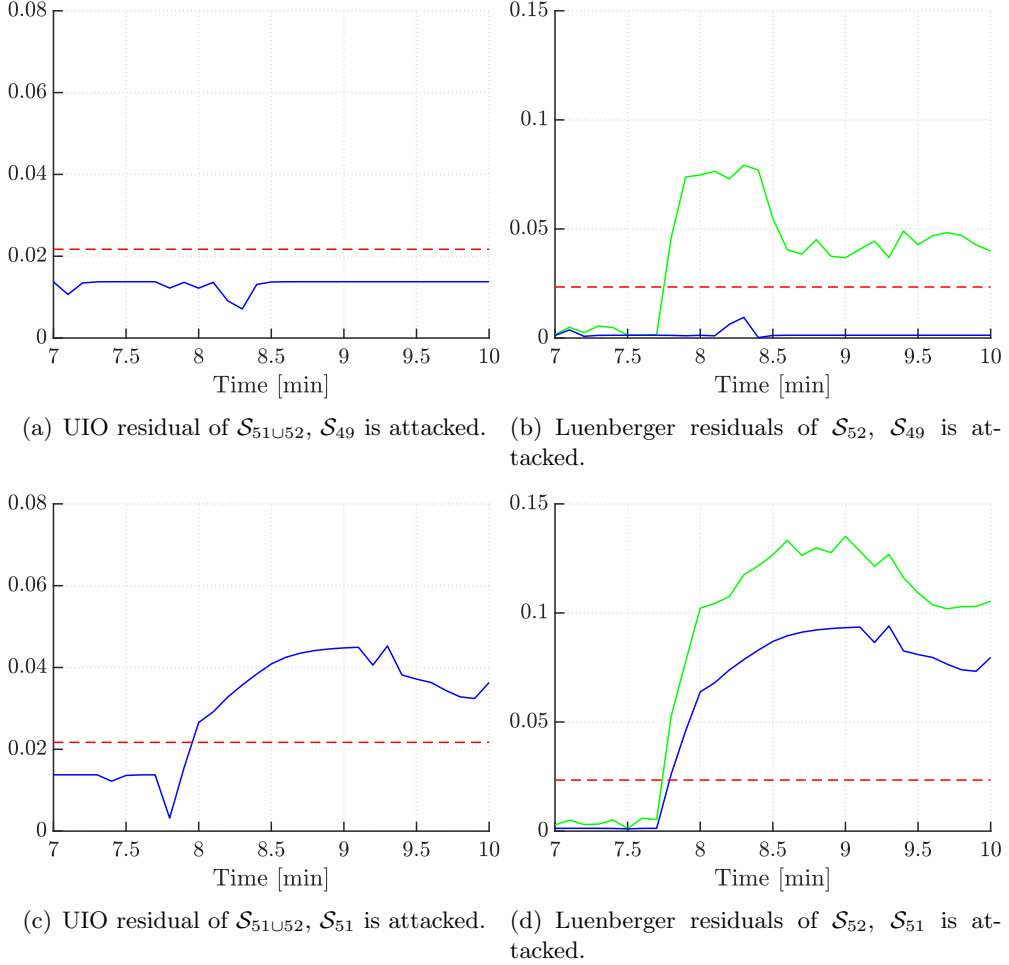 0.08
0.06
0.04
0.02
0
7 7.5 8 8.5 9 9.5 10
Time [min]
(a) UIO residual of 𝒮₅₁∪₅₂, 𝒮₄₉ is attacked.
0.15
0.1
0.05
0
7 7.5 8 8.5 9 9.5 10
Time [min]
(b) Luenberger residuals of 𝒮₅₂, 𝒮₄₉ is at-
tacked.
0.08
0.06
0.04
0.02
0
7 7.5 8 8.5 9 9.5 10
Time [min]
(c) UIO residual of 𝒮₅₁∪₅₂, 𝒮₅₁ is attacked.
0.15
0.1
0.05
0
7 7.5 8 8.5 9 9.5 10
Time [min]
(d) Luenberger residuals of 𝒮₅₂, 𝒮₅₁ is at-
tacked.